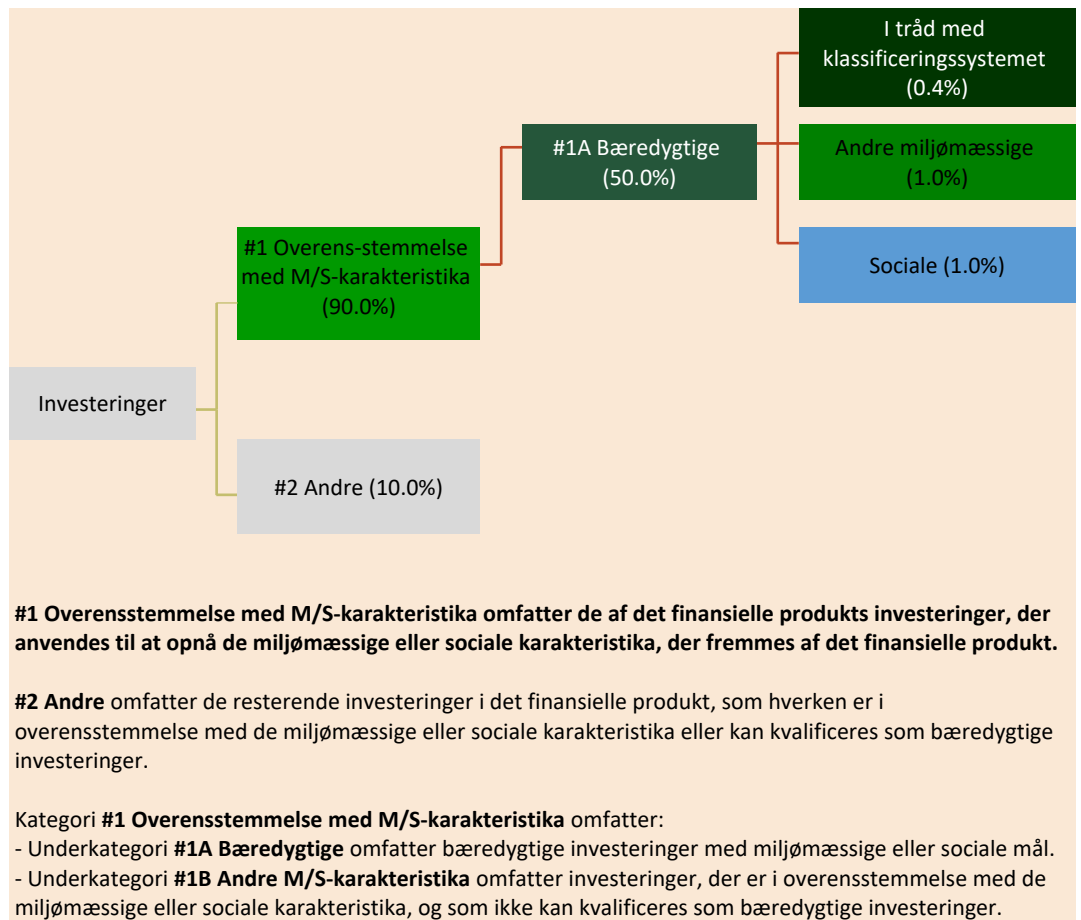 I tråd med
klassificeringssystemet
(0.4%)
#1A Bæredygtige
(50.0%)
Andre miljømæssige
(1.0%)
#1 Overens-stemmelse
med M/S-karakteristika
(90.0%)
Sociale (1.0%)
Investeringer
#2 Andre (10.0%)
#1 Overensstemmelse med M/S-karakteristika omfatter de af det finansielle produkts investeringer, der
anvendes til at opnå de miljømæssige eller sociale karakteristika, der fremmes af det finansielle produkt.
#2 Andre omfatter de resterende investeringer i det finansielle produkt, som hverken er i
overensstemmelse med de miljømæssige eller sociale karakteristika eller kan kvalificeres som bæredygtige
investeringer.
Kategori #1 Overensstemmelse med M/S-karakteristika omfatter:
- Underkategori #1A Bæredygtige omfatter bæredygtige investeringer med miljømæssige eller sociale mål.
- Underkategori #1B Andre M/S-karakteristika omfatter investeringer, der er i overensstemmelse med de
miljømæssige eller sociale karakteristika, og som ikke kan kvalificeres som bæredygtige investeringer.